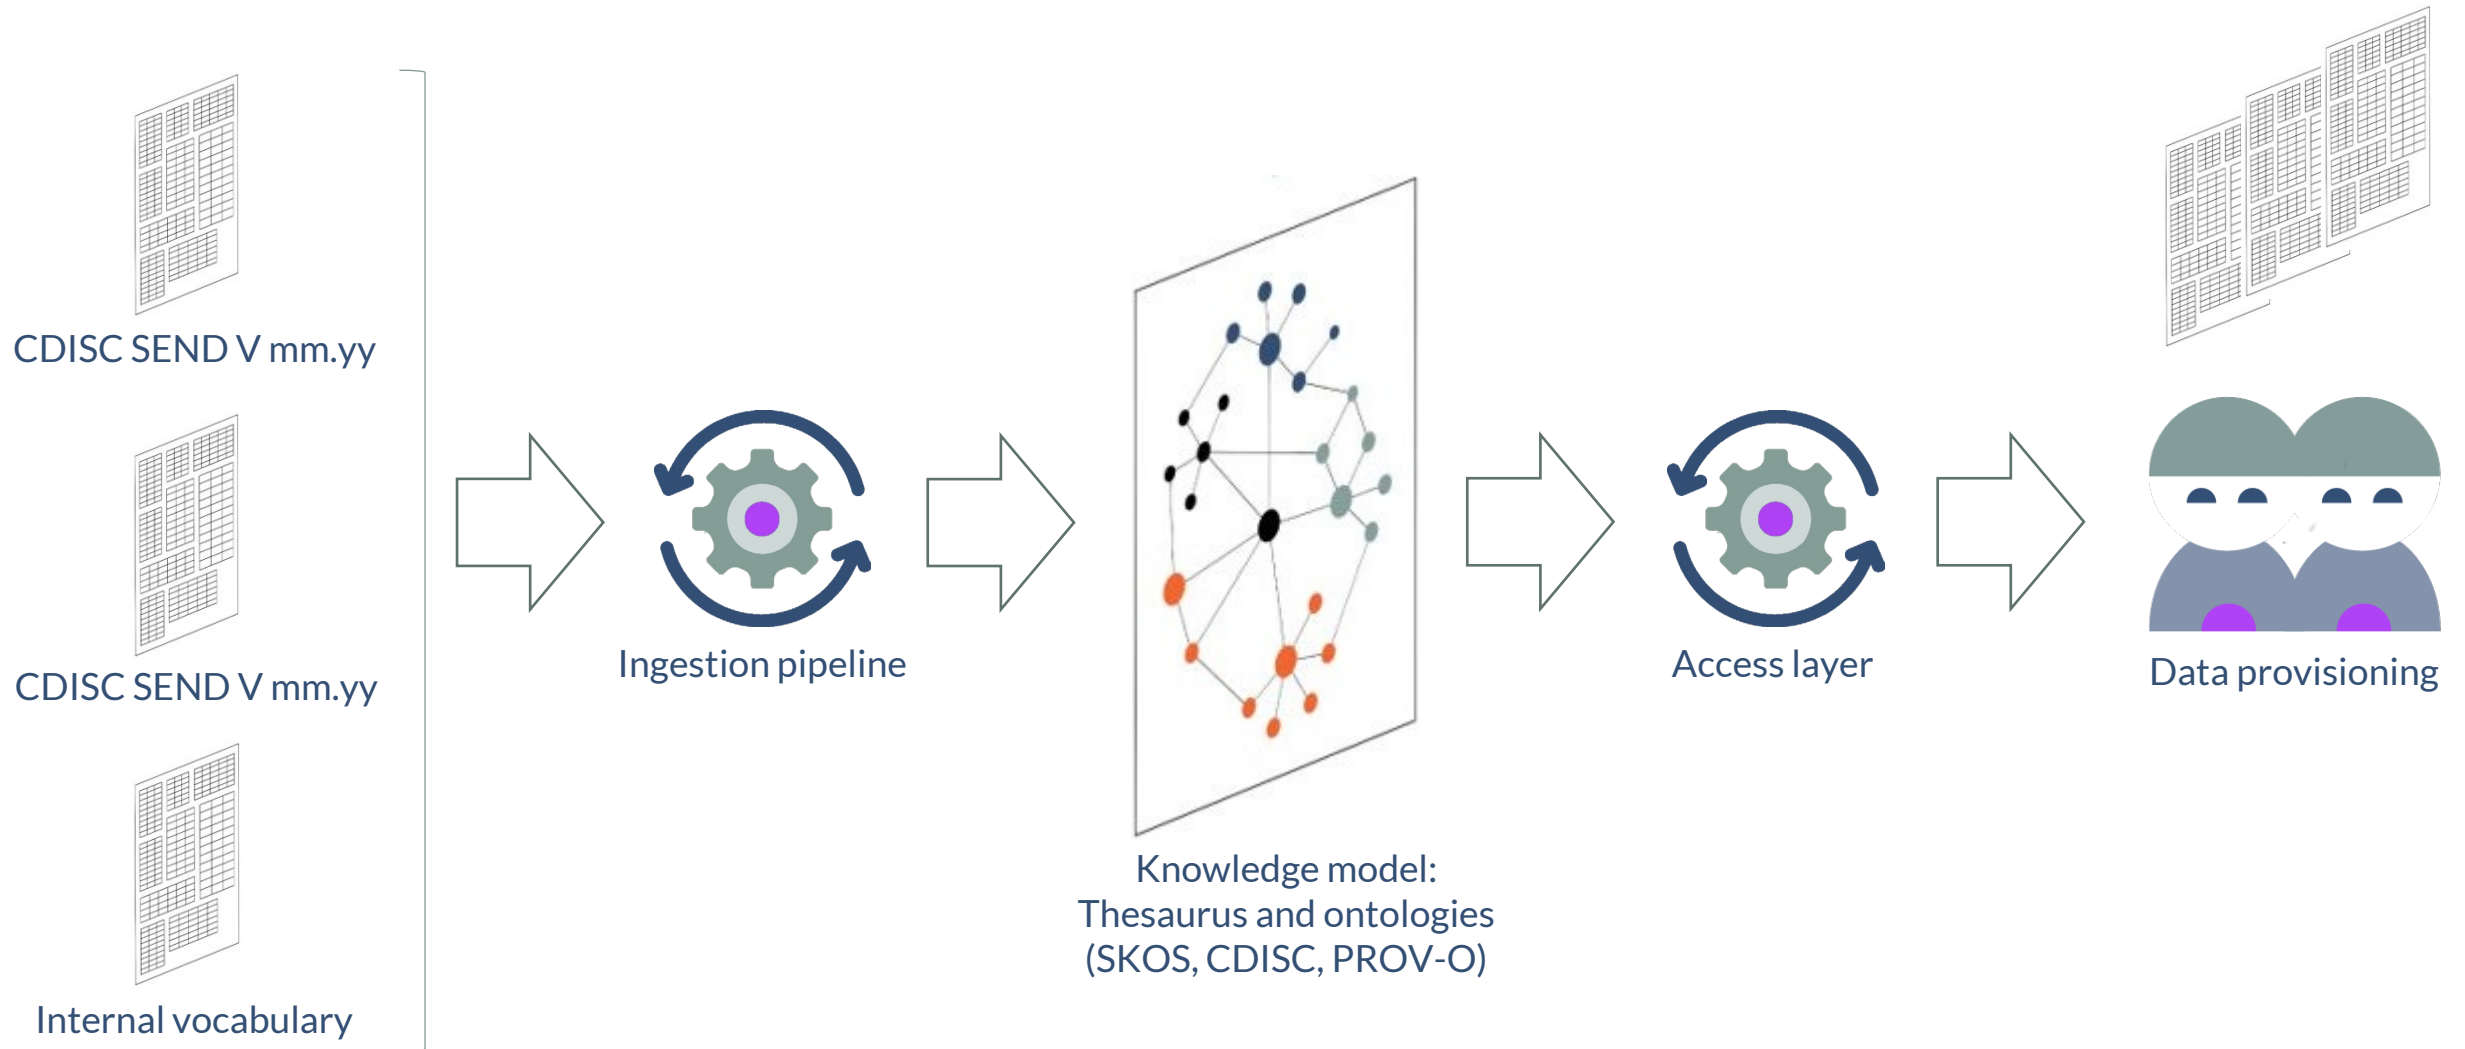 CDISC SEND V mm.yy
CDISC SEND V mm.yy
Internal vocabulary
Ingestion pipeline
Knowledge model:
Thesaurus and ontologies
(SKOS, CDISC, PROV-O)
Access layer
Data provisioning